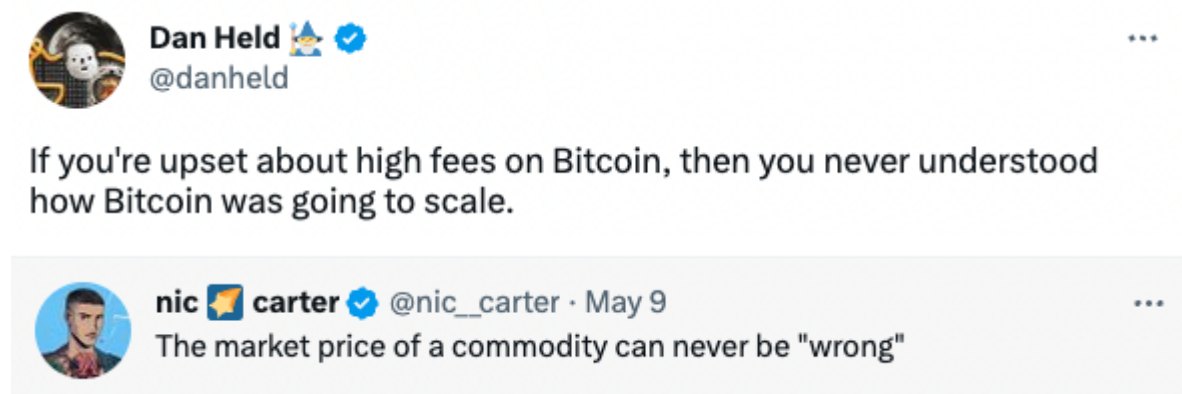 Dan Held 🧙‍♂️
@danheld
If you're upset about high fees on Bitcoin, then you never understood
how Bitcoin was going to scale.
nic 🌠 carter @nic__carter · May 9
The market price of a commodity can never be "wrong"